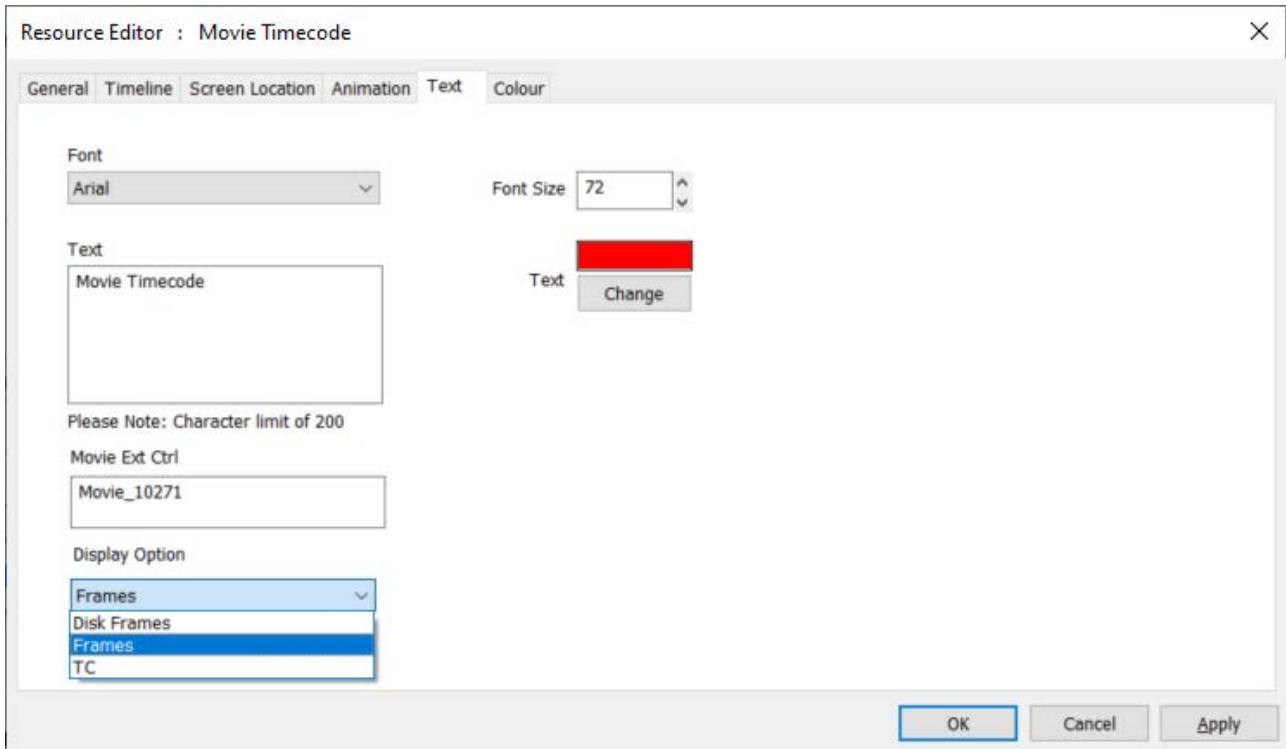 Resource Editor : Movie Timecode
General Timeline Screen Location Animation Text Colour
Font
Arial
Font Size 72
Text
Movie Timecode
Text
Change
Please Note: Character limit of 200
Movie Ext Ctrl
Movie_10271
Display Option
Frames
Disk Frames
Frames
TC
OK Cancel Apply